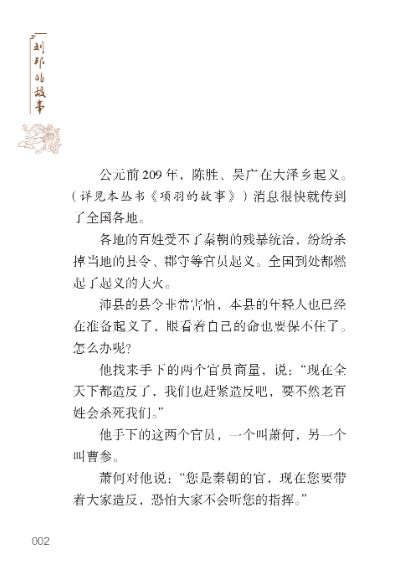 刘邦的故事
公元前 209 年，陈胜、吴广在大泽乡起义。
（详见本丛书《项羽的故事》）消息很快就传到
了全国各地。
各地的百姓受不了秦朝的残暴统治，纷纷杀
掉当地的县令、郡守等官员起义。全国到处都燃
起了起义的大火。
沛县的县令非常害怕，本县的年轻人也已经
在准备起义了，眼看着自己的命也要保不住了。
怎么办呢？
他找来手下的两个官员商量，说：“现在全
天下都造反了，我们也赶紧造反吧，要不然老百
姓会杀死我们。”
他手下的这两个官员，一个叫萧何，另一个
叫曹参。
萧何对他说：“您是秦朝的官，现在您要带
着大家造反，恐怕大家不会听您的指挥。”
002